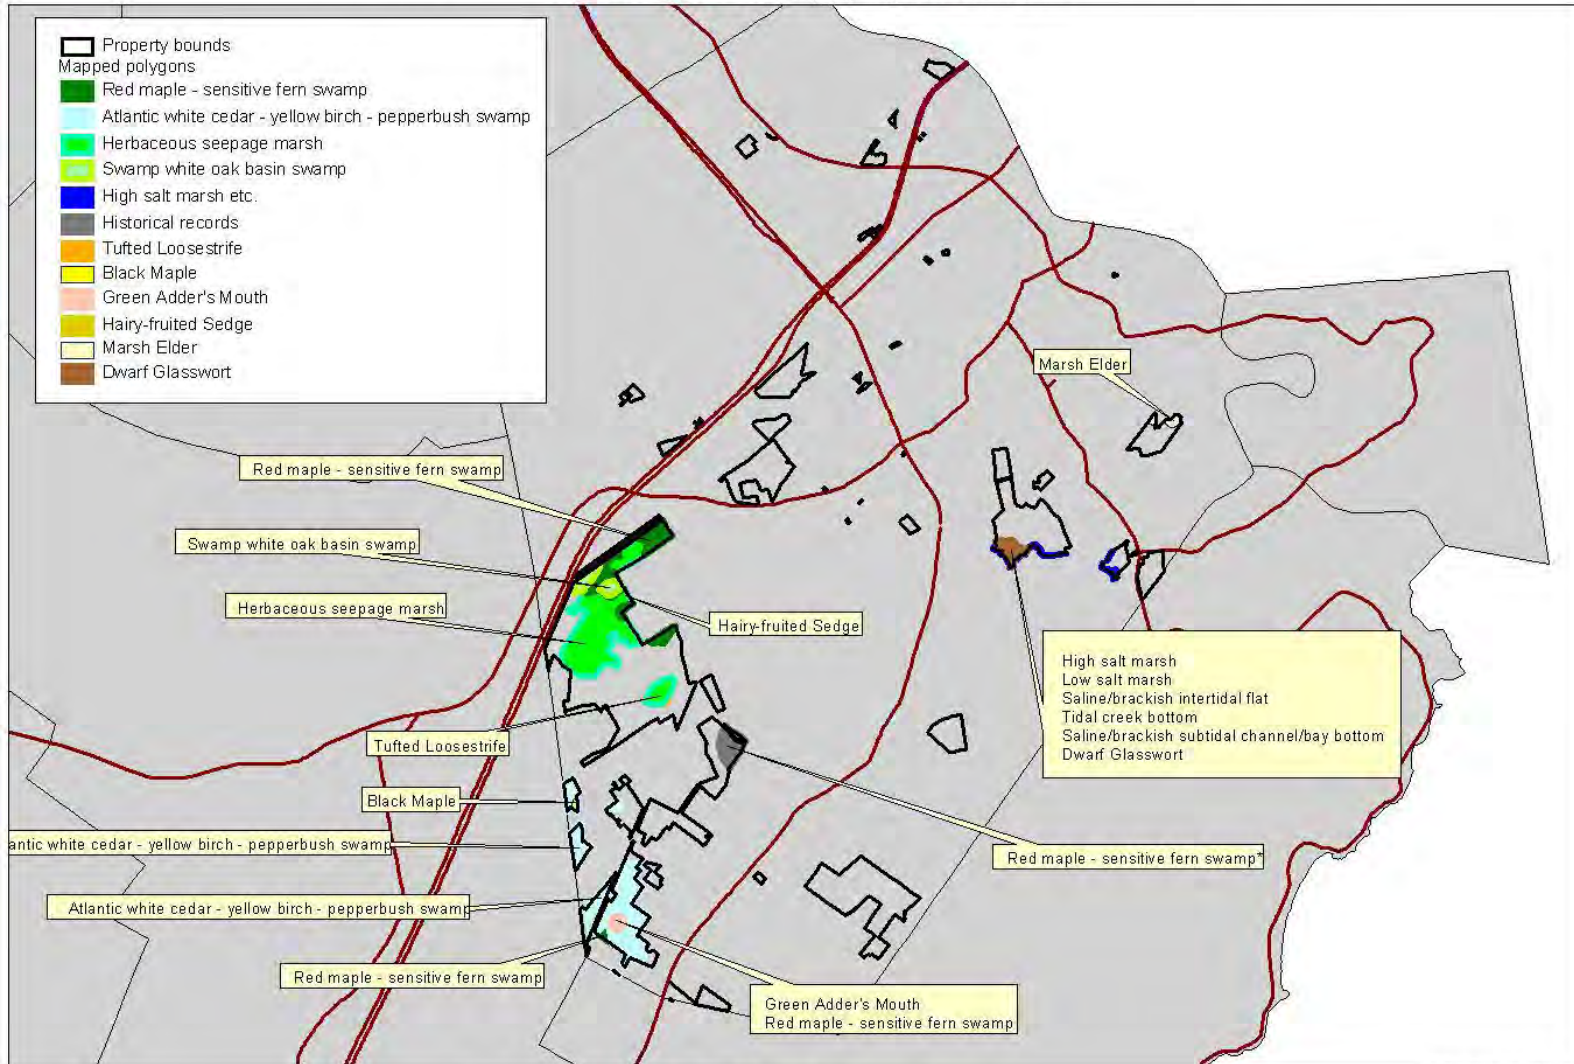 Property bounds
Mapped polygons
Red maple - sensitive fern swamp
Atlantic white cedar - yellow birch - pepperbush swamp
Herbaceous seepage marsh
Swamp white oak basin swamp
High salt marsh etc.
Historical records
Tufted Loosestrife
Black Maple
Green Adder's Mouth
Hairy-fruited Sedge
Marsh Elder
Dwarf Glasswort
Marsh Elder
Red maple - sensitive fern swamp
Swamp white oak basin swamp
Herbaceous seepage marsh
Hairy-fruited Sedge
High salt marsh
Low salt marsh
Saline/brackish intertidal flat
Tidal creek bottom
Saline/brackish subtidal channel/bay bottom
Dwarf Glasswort
Tufted Loosestrife
Black Maple
antic white cedar - yellow birch - pepperbush swamp
Red maple - sensitive fern swamp*
Atlantic white cedar - yellow birch - pepperbush swamp
Red maple - sensitive fern swamp
Green Adder's Mouth
Red maple - sensitive fern swamp